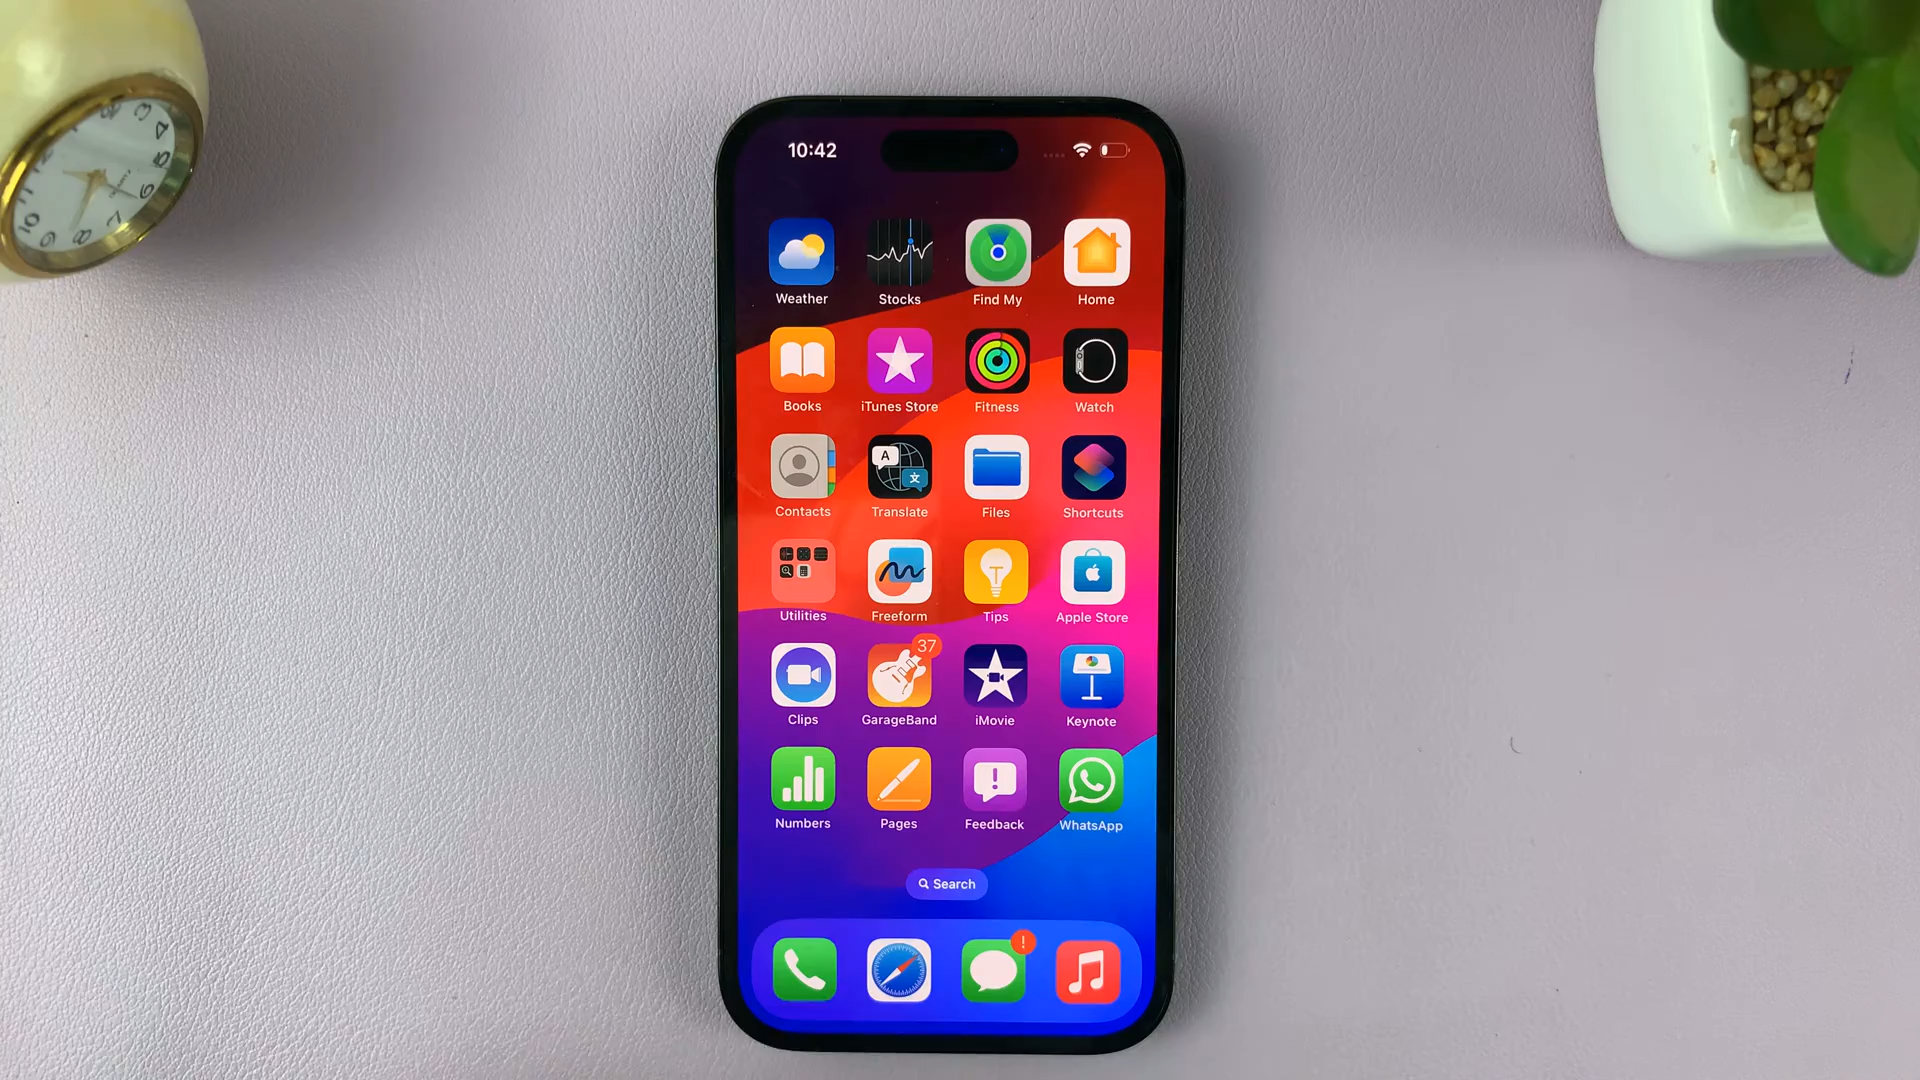 10:42
Weather Stocks Find My Home
Books iTunes Store Fitness Watch
A 文
Contacts Translate Files Shortcuts
Utilities Freeform Tips Apple Store
37
Clips GarageBand iMovie Keynote
!
Numbers Pages Feedback WhatsApp
Search
!